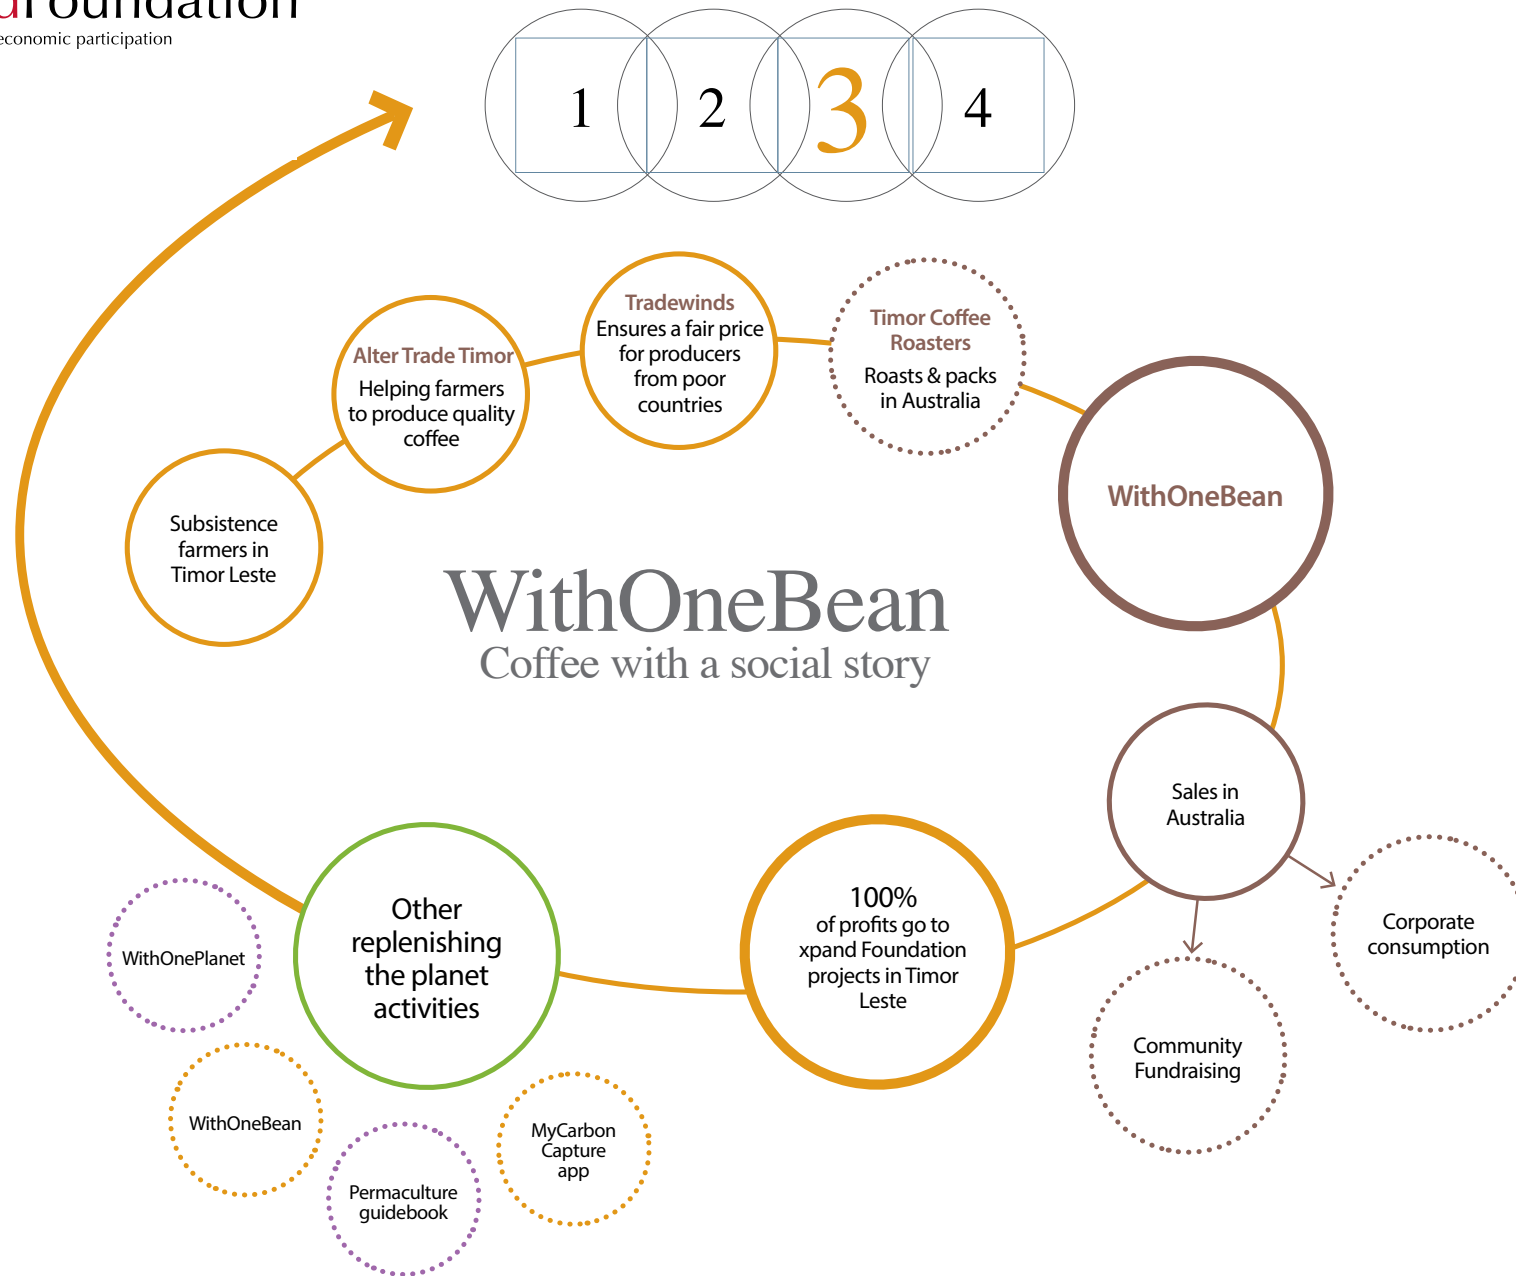 dFoundation
economic participation
1 2 3 4
Tradewinds
Ensures a fair price
for producers
from poor
countries
Timor Coffee
Roasters
Roasts & packs
in Australia
Alter Trade Timor
Helping farmers
to produce quality
coffee
WithOneBean
Subsistence
farmers in
Timor Leste
WithOneBean
Coffee with a social story
Sales in
Australia
100%
of profits go to
xpand Foundation
projects in Timor
Leste
Other
replenishing
the planet
activities
Corporate
consumption
WithOnePlanet
Community
Fundraising
WithOneBean
MyCarbon
Capture
app
Permaculture
guidebook